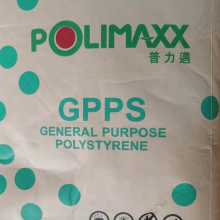 POLIMAXX
普力邁
GPPS
GENERAL PURPOSE
POLYSTYRENE